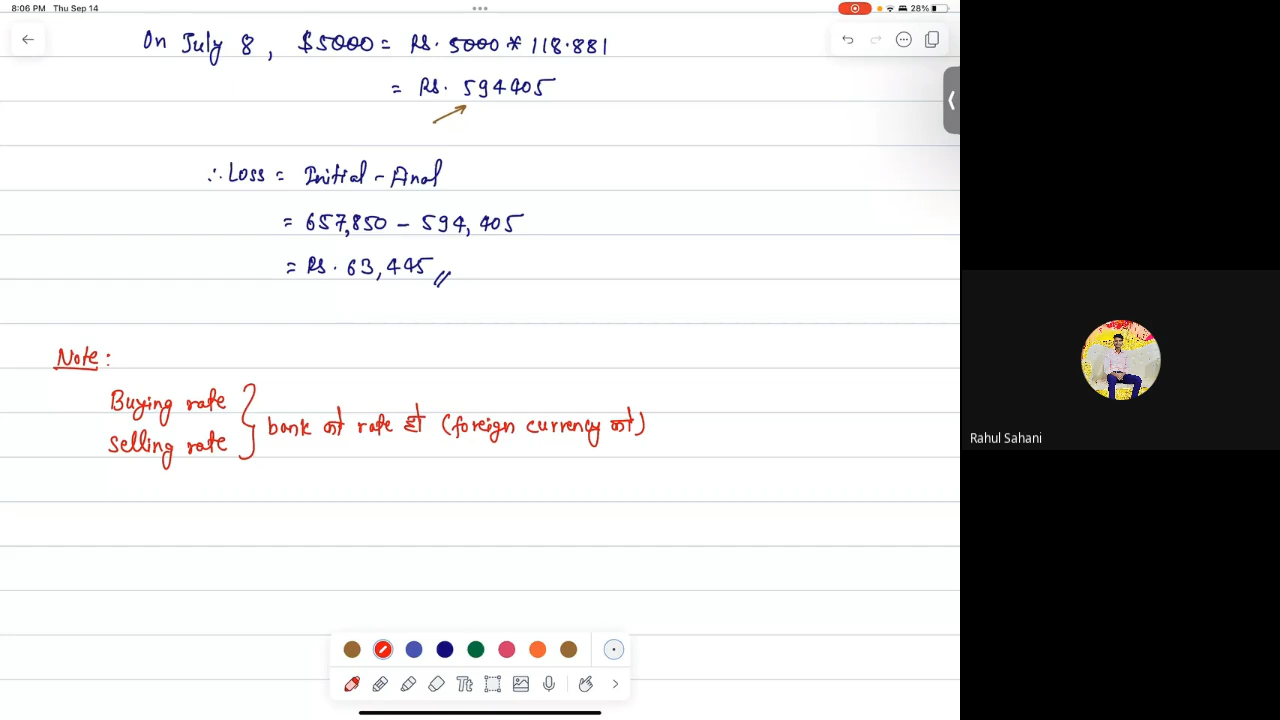 8:06 PM Thu Sep 14
28%
On July 8, $5000 = Rs. 5000 * 118.881
= Rs. 594405
∴ Loss = Initial - Final
= 657,850 - 594,405
= Rs. 63,445 //
Note:
Buying rate
Selling rate } bank को rate हो (foreign currency को)
Rahul Sahani
Tt